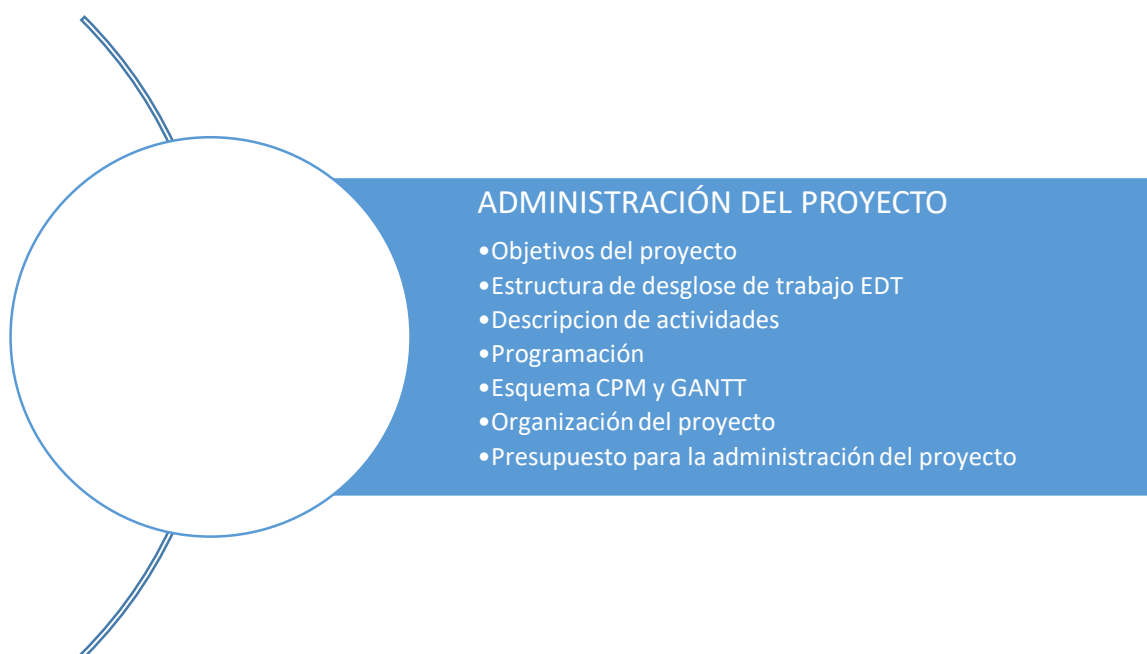 ADMINISTRACIÓN DEL PROYECTO
•Objetivos del proyecto
•Estructura de desglose de trabajo EDT
•Descripcion de actividades
•Programación
•Esquema CPM y GANTT
•Organización del proyecto
•Presupuesto para la administración del proyecto